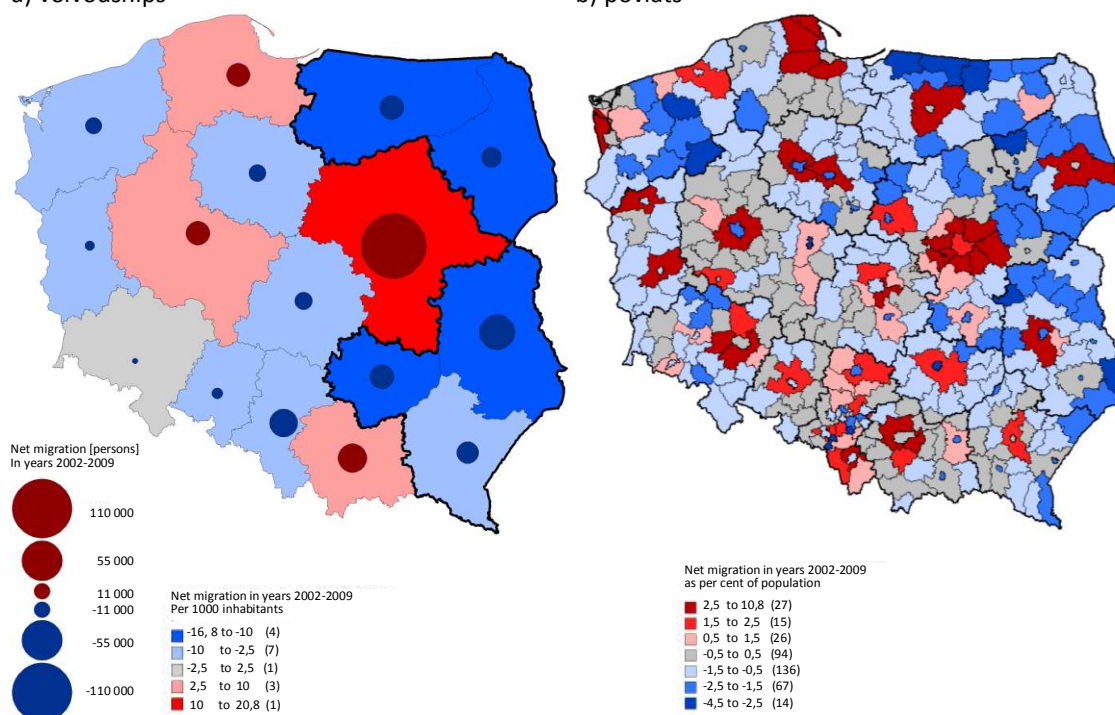 a) voivodships
b) poviats
Net migration [persons]
In years 2002-2009
110 000
55 000
11 000
-11 000
-55 000
-110 000
Net migration in years 2002-2009
Per 1000 inhabitants
-16, 8 to -10 (4)
-10 to -2,5 (7)
-2,5 to 2,5 (1)
2,5 to 10 (3)
10 to 20,8 (1)
Net migration in years 2002-2009
as per cent of population
2,5 to 10,8 (27)
1,5 to 2,5 (15)
0,5 to 1,5 (26)
-0,5 to 0,5 (94)
-1,5 to -0,5 (136)
-2,5 to -1,5 (67)
-4,5 to -2,5 (14)